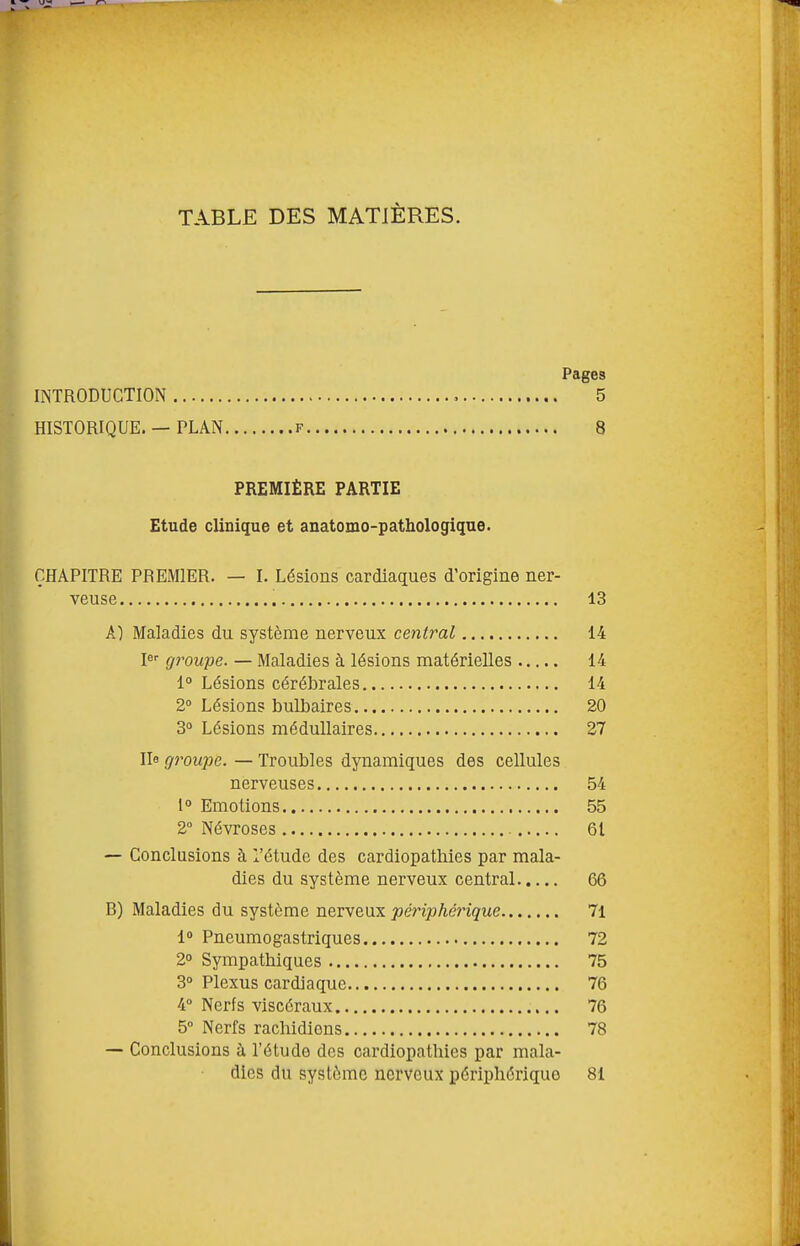 TABLE DES MATIÈRES.
Pages
INTRODUCTION ........ 5
HISTORIQUE. — PLAN ........F........ 8
PREMIÈRE PARTIE
Etude clinique et anatomo-pathologique.
CHAPITRE PREMIER. — I. Lésions cardiaques d'origine ner-
veuse ........ 13
A) Maladies du système nerveux central ........ 14
Ier groupe. — Maladies à lésions matérielles ..... 14
1° Lésions cérébrales ........ 14
2° Lésions bulbaires ........ 20
3° Lésions médullaires ........ 27
IIe groupe. — Troubles dynamiques des cellules
nerveuses ........ 54
1° Emotions ........ 55
2° Névroses ........ 61
— Conclusions à l'étude des cardiopathies par mala-
dies du système nerveux central ..... 66
B) Maladies du système nerveux périphérique ....... 71
1° Pneumogastriques ........ 72
2° Sympathiques ........ 75
3° Plexus cardiaque ........ 76
4° Nerfs viscéraux ........ 76
5° Nerfs rachidiens ........ 78
— Conclusions à l'étude des cardiopathies par mala-
dies du système nerveux périphérique 81